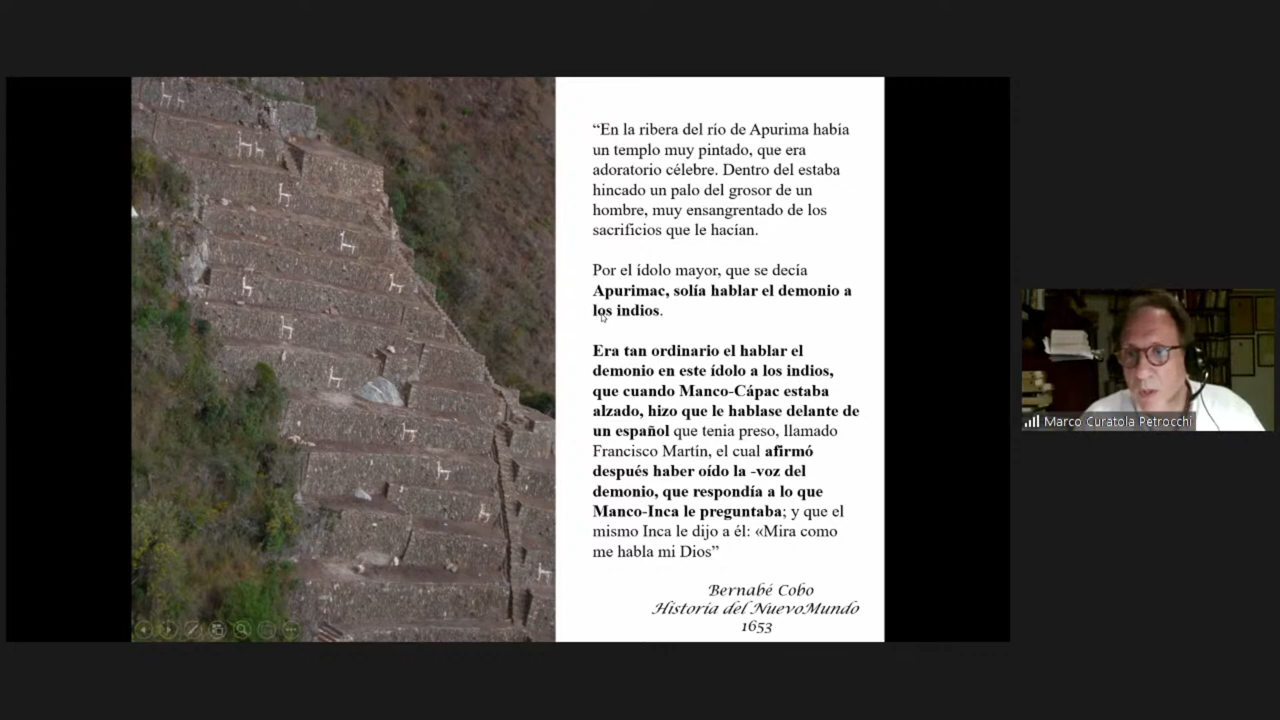 “En la ribera del río de Apurima había
un templo muy pintado, que era
adoratorio célebre. Dentro del estaba
hincado un palo del grosor de un
hombre, muy ensangrentado de los
sacrificios que le hacían.
Por el ídolo mayor, que se decía
Apurimac, solía hablar el demonio a
los indios.
Era tan ordinario el hablar el
demonio en este ídolo a los indios,
que cuando Manco-Cápac estaba
alzado, hizo que le hablase delante de
un español que tenia preso, llamado
Francisco Martín, el cual afirmó
después haber oído la -voz del
demonio, que respondía a lo que
Manco-Inca le preguntaba; y que el
mismo Inca le dijo a él: «Mira como
me habla mi Dios”
Bernabé Cobo
Historia del NuevoMundo
1653
Marco Curatola Petrocchi